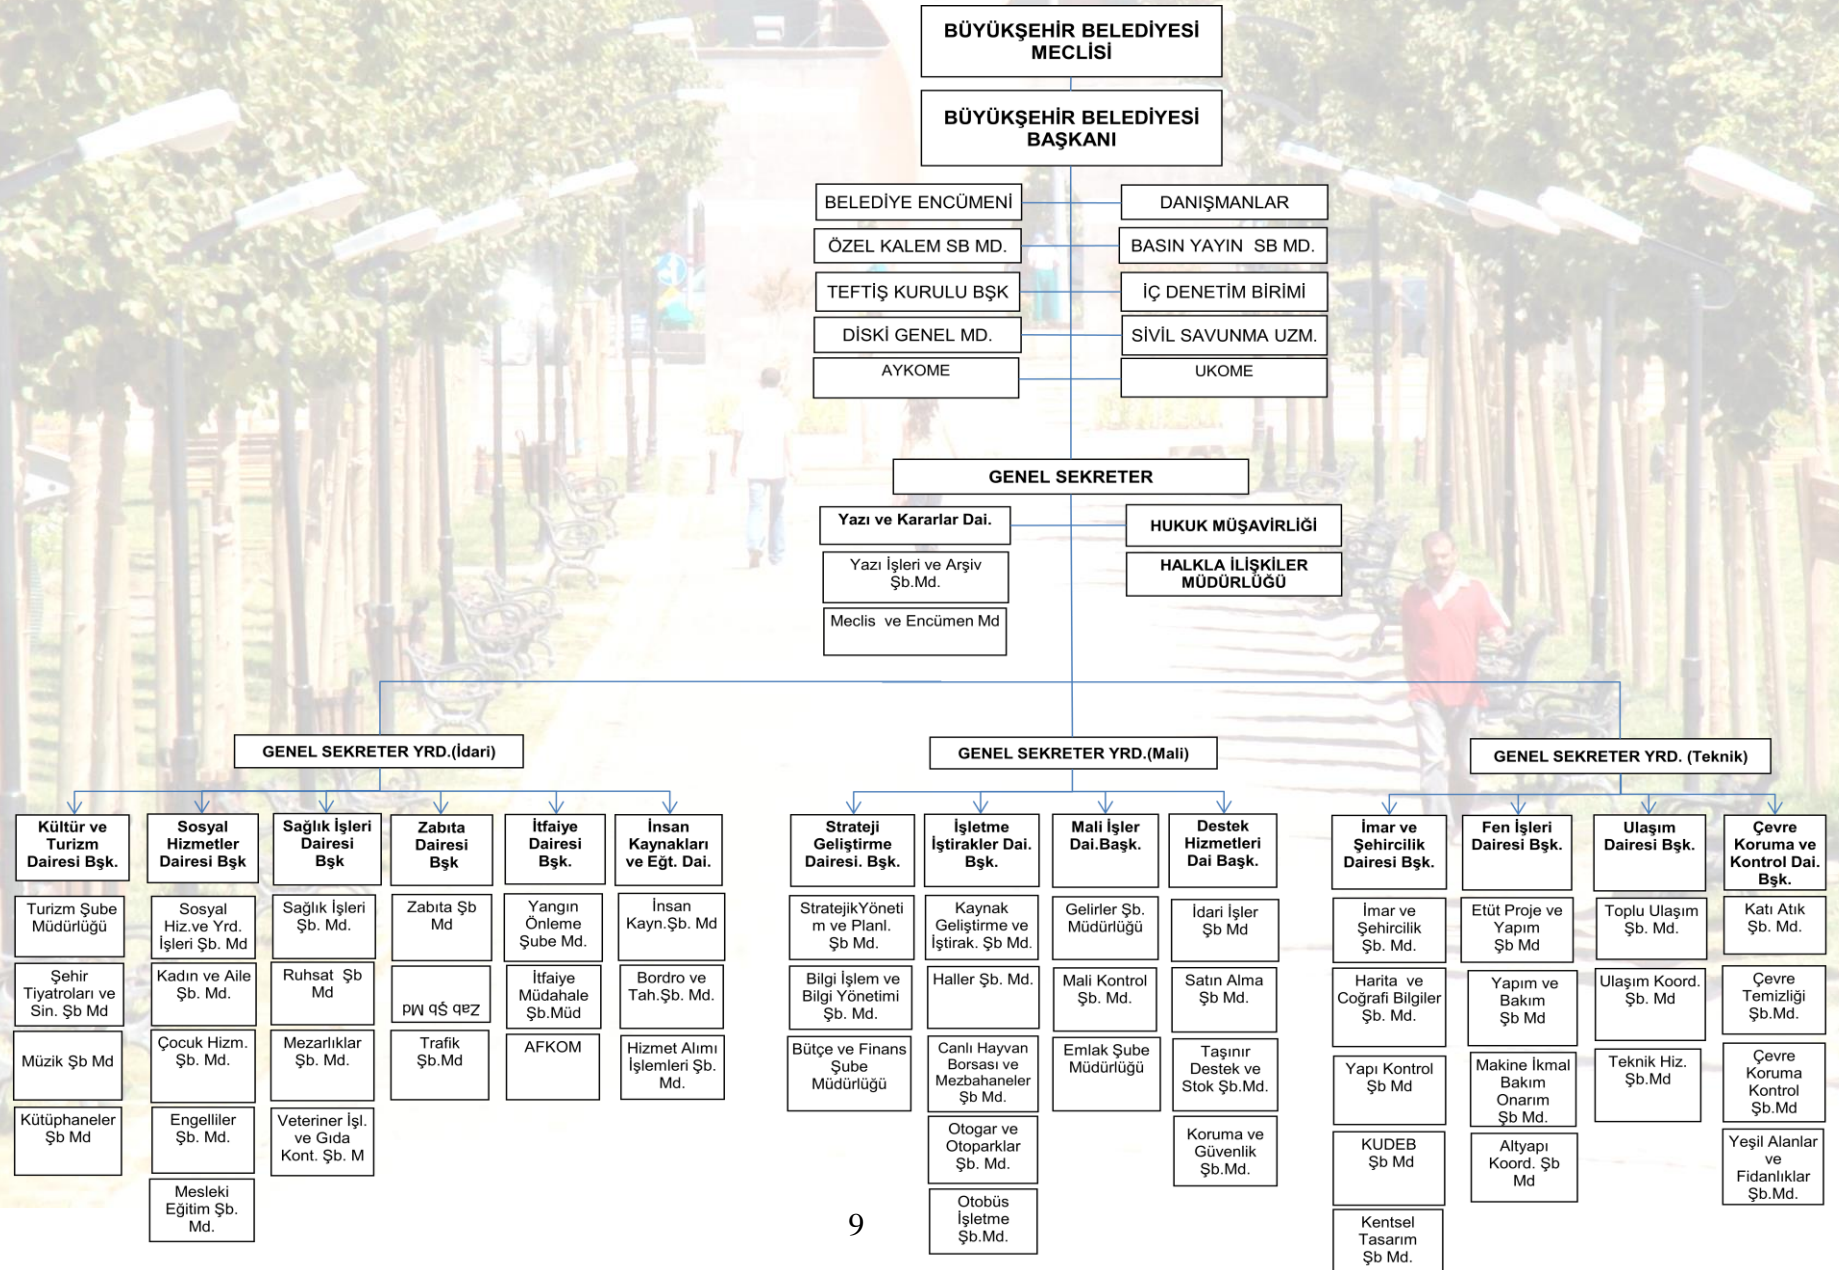 BÜYÜKŞEHİR BELEDİYESİ
MECLİSİ
BÜYÜKŞEHİR BELEDİYESİ
BAŞKANI
BELEDİYE ENCÜMENİ
DANIŞMANLAR
ÖZEL KALEM SB MD.
BASIN YAYIN SB MD.
TEFTİŞ KURULU BŞK
İÇ DENETİM BİRİMİ
DİSKİ GENEL MD.
SİVİL SAVUNMA UZM.
AYKOME
UKOME
GENEL SEKRETER
Yazı ve Kararlar Dai.
HUKUK MÜŞAVİRLİĞİ
Yazı İşleri ve Arşiv
Şb.Md.
HALKLA İLİŞKİLER
MÜDÜRLÜĞÜ
Meclis ve Encümen Md
GENEL SEKRETER YRD.(İdari)
GENEL SEKRETER YRD.(Mali)
GENEL SEKRETER YRD. (Teknik)
Kültür ve
Turizm
Dairesi Bşk.
Turizm Şube
Müdürlüğü
Şehir
Tiyatroları ve
Sin. Şb Md
Müzik Şb Md
Kütüphaneler
Şb Md
Sosyal
Hizmetler
Dairesi Bşk
Sosyal
Hiz.ve Yrd.
İşleri Şb. Md
Kadın ve Aile
Şb. Md.
Çocuk Hizm.
Şb. Md.
Engelliler
Şb. Md.
Mesleki
Eğitim Şb.
Md.
Sağlık İşleri
Dairesi
Bşk
Sağlık İşleri
Şb. Md.
Ruhsat Şb
Md
Mezarlıklar
Şb. Md.
Veteriner İşl.
ve Gıda
Kont. Şb. M
Zabıta
Dairesi
Bşk
Zabıta Şb
Md
Zab Şb Md
Trafik
Şb.Md
İtfaiye
Dairesi
Bşk.
Yangın
Önleme
Şube Md.
İtfaiye
Müdahale
Şb.Müd
AFKOM
İnsan
Kaynakları
ve Eğt. Dai.
İnsan
Kayn.Şb. Md
Bordro ve
Tah.Şb. Md.
Hizmet Alımı
İşlemleri Şb.
Md.
Strateji
Geliştirme
Dairesi. Bşk.
StratejikYöneti
m ve Planl.
Şb Md.
Bilgi İşlem ve
Bilgi Yönetimi
Şb. Md.
Bütçe ve Finans
Şube
Müdürlüğü
İşletme
İştirakler Dai.
Bşk.
Kaynak
Geliştirme ve
İştirak. Şb Md.
Haller Şb. Md.
Canlı Hayvan
Borsası ve
Mezbahaneler
Şb Md.
Otogar ve
Otoparklar
Şb. Md.
Otobüs
İşletme
Şb.Md.
Mali İşler
Dai.Başk.
Gelirler Şb.
Müdürlüğü
Mali Kontrol
Şb. Md.
Emlak Şube
Müdürlüğü
Destek
Hizmetleri
Dai Başk.
İdari İşler
Şb Md
Satın Alma
Şb Md.
Taşınır
Destek ve
Stok Şb.Md.
Koruma ve
Güvenlik
Şb.Md.
İmar ve
Şehircilik
Dairesi Bşk.
İmar ve
Şehircilik
Şb. Md.
Harita ve
Coğrafi Bilgiler
Şb. Md.
Yapı Kontrol
Şb Md
KUDEB
Şb Md
Kentsel
Tasarım
Şb Md.
Fen İşleri
Dairesi Bşk.
Etüt Proje ve
Yapım
Şb Md
Yapım ve
Bakım
Şb Md
Makine İkmal
Bakım
Onarım
Şb Md.
Altyapı
Koord. Şb
Md
Ulaşım
Dairesi Bşk.
Toplu Ulaşım
Şb. Md.
Ulaşım Koord.
Şb. Md
Teknik Hiz.
Şb.Md
Çevre
Koruma ve
Kontrol Dai.
Bşk.
Katı Atık
Şb. Md.
Çevre
Temizliği
Şb.Md.
Çevre
Koruma
Kontrol
Şb.Md
Yeşil Alanlar
ve
Fidanlıklar
Şb.Md.
9